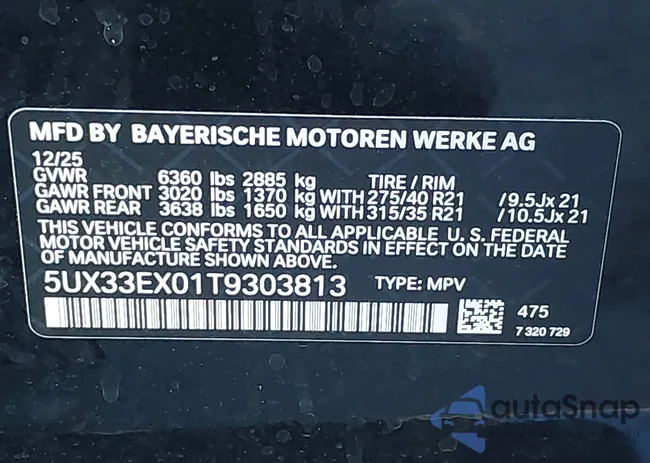 MFD BY BAYERISCHE MOTOREN WERKE AG
12/25
GVWR 6360 lbs 2885 kg TIRE / RIM
GAWR FRONT 3020 lbs 1370 kg WITH 275/40 R21 /9.5Jx 21
GAWR REAR 3638 lbs 1650 kg WITH 315/35 R21 /10.5Jx 21
THIS VEHICLE CONFORMS TO ALL APPLICABLE U. S. FEDERAL
MOTOR VEHICLE SAFETY STANDARDS IN EFFECT ON THE DATE
OF MANUFACTURE SHOWN ABOVE.
5UX33EX01T9303813 TYPE: MPV
475
7 320 729
autaSnap